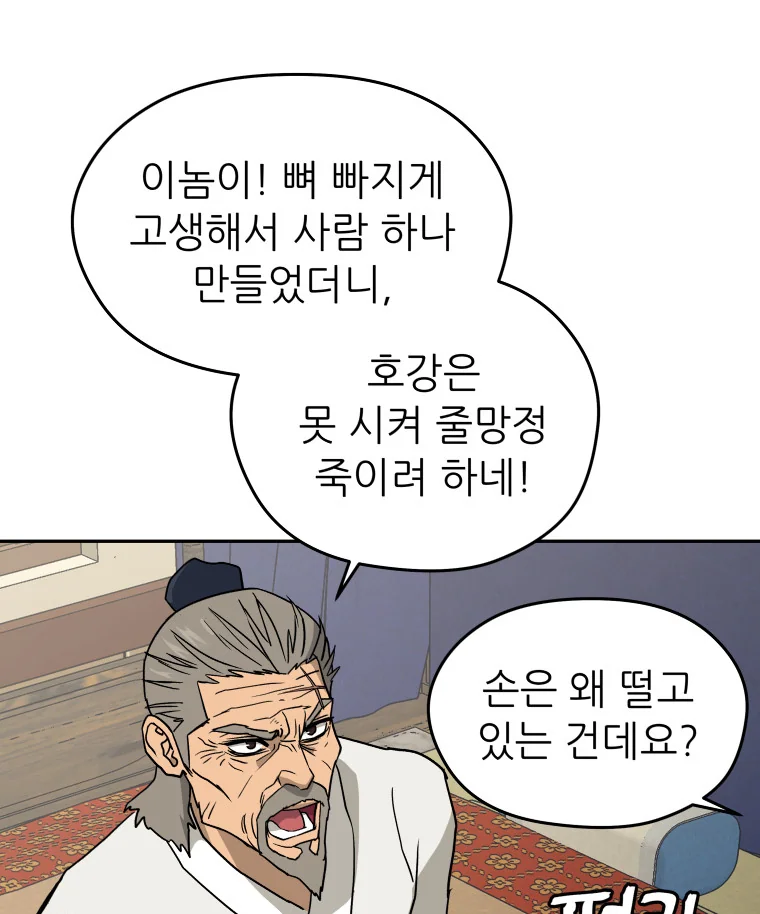 이놈이! 뼈 빠지게
고생해서 사람 하나
만들었더니,
호강은
못 시켜 줄망정
죽이려 하네!
손은 왜 떨고
있는 건데요?